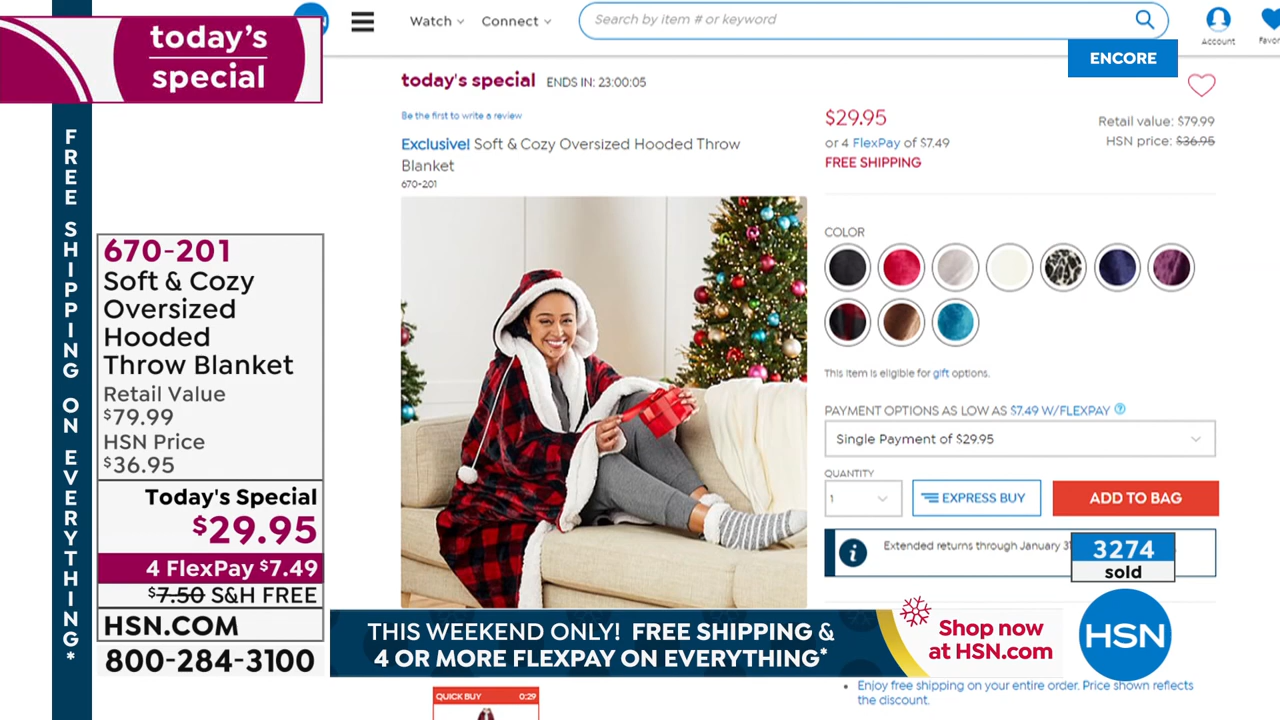 today's
special
FREE SHIPPING ON EVERYTHING*
670-201
Soft & Cozy
Oversized
Hooded
Throw Blanket
Retail Value
$79.99
HSN Price
$36.95
Today's Special
$29.95
4 FlexPay $7.49
$7.50 S&H FREE
HSN.COM
800-284-3100
Watch
Connect
Search by item # or keyword
Account
ENCORE
today's special ENDS IN: 23:00:05
Be the first to write a review
Exclusive! Soft & Cozy Oversized Hooded Throw
Blanket
670-201
$29.95
or 4 FlexPay of $7.49
FREE SHIPPING
Retail value: $79.99
HSN price: $36.95
COLOR
This item is eligible for gift options.
PAYMENT OPTIONS AS LOW AS $7.49 W/FLEXPAY ?
Single Payment of $29.95
QUANTITY
1
EXPRESS BUY
ADD TO BAG
i
Extended returns through January
3274
sold
THIS WEEKEND ONLY! FREE SHIPPING &
4 OR MORE FLEXPAY ON EVERYTHING*
Shop now
at HSN.com
HSN
QUICK BUY 0:29
Enjoy free shipping on your entire order. Price shown reflects
the discount.